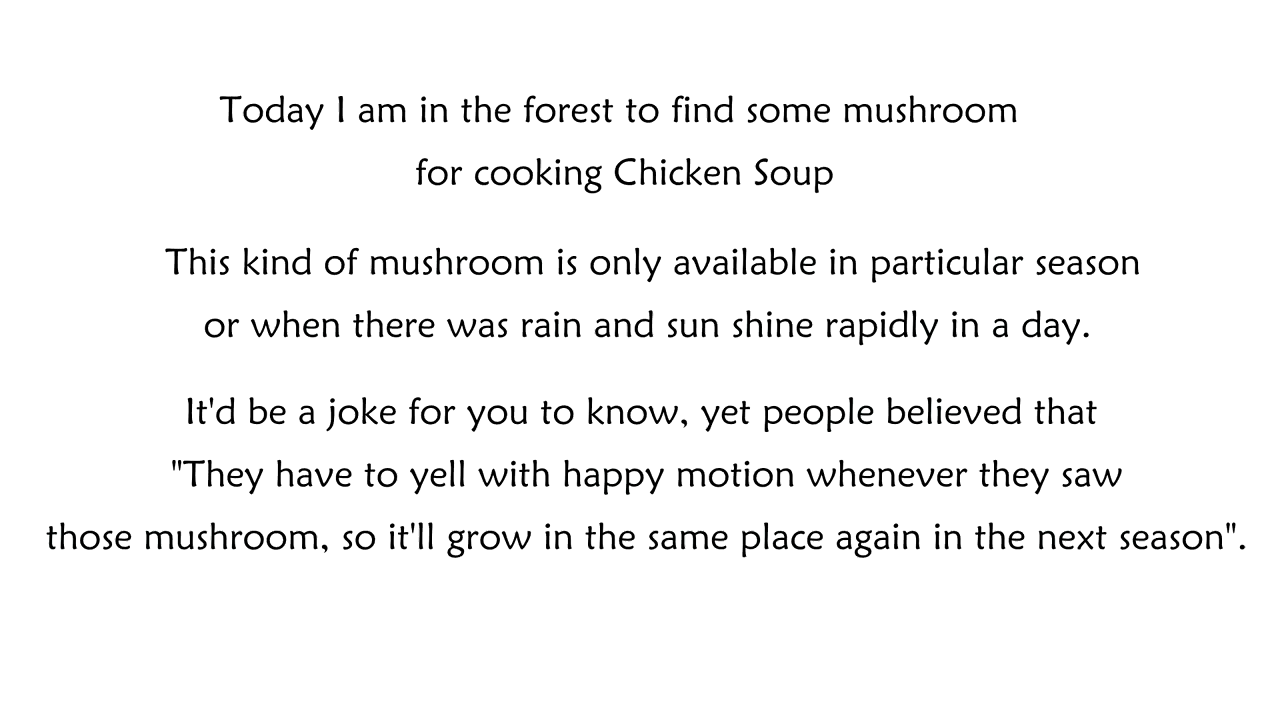 Today I am in the forest to find some mushroom
for cooking Chicken Soup
This kind of mushroom is only available in particular season
or when there was rain and sun shine rapidly in a day.
It'd be a joke for you to know, yet people believed that
"They have to yell with happy motion whenever they saw
those mushroom, so it'll grow in the same place again in the next season".